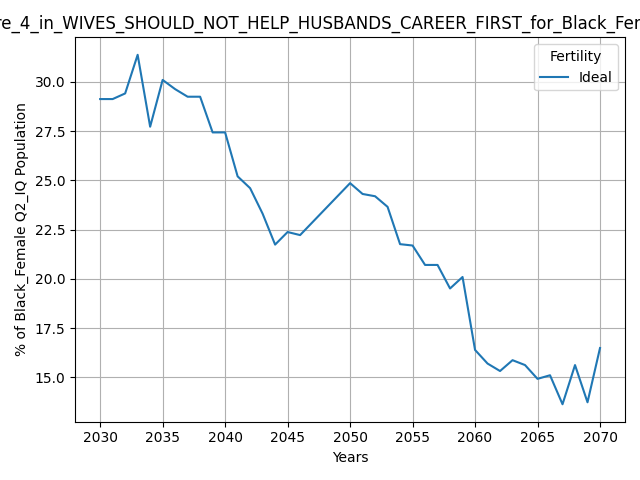 re_4_in_WIVES_SHOULD_NOT_HELP_HUSBANDS_CAREER_FIRST_for_Black_Fem
Fertility
Ideal
% of Black_Female Q2_IQ Population
30.0
27.5
25.0
22.5
20.0
17.5
15.0
2030 2035 2040 2045 2050 2055 2060 2065 2070
Years